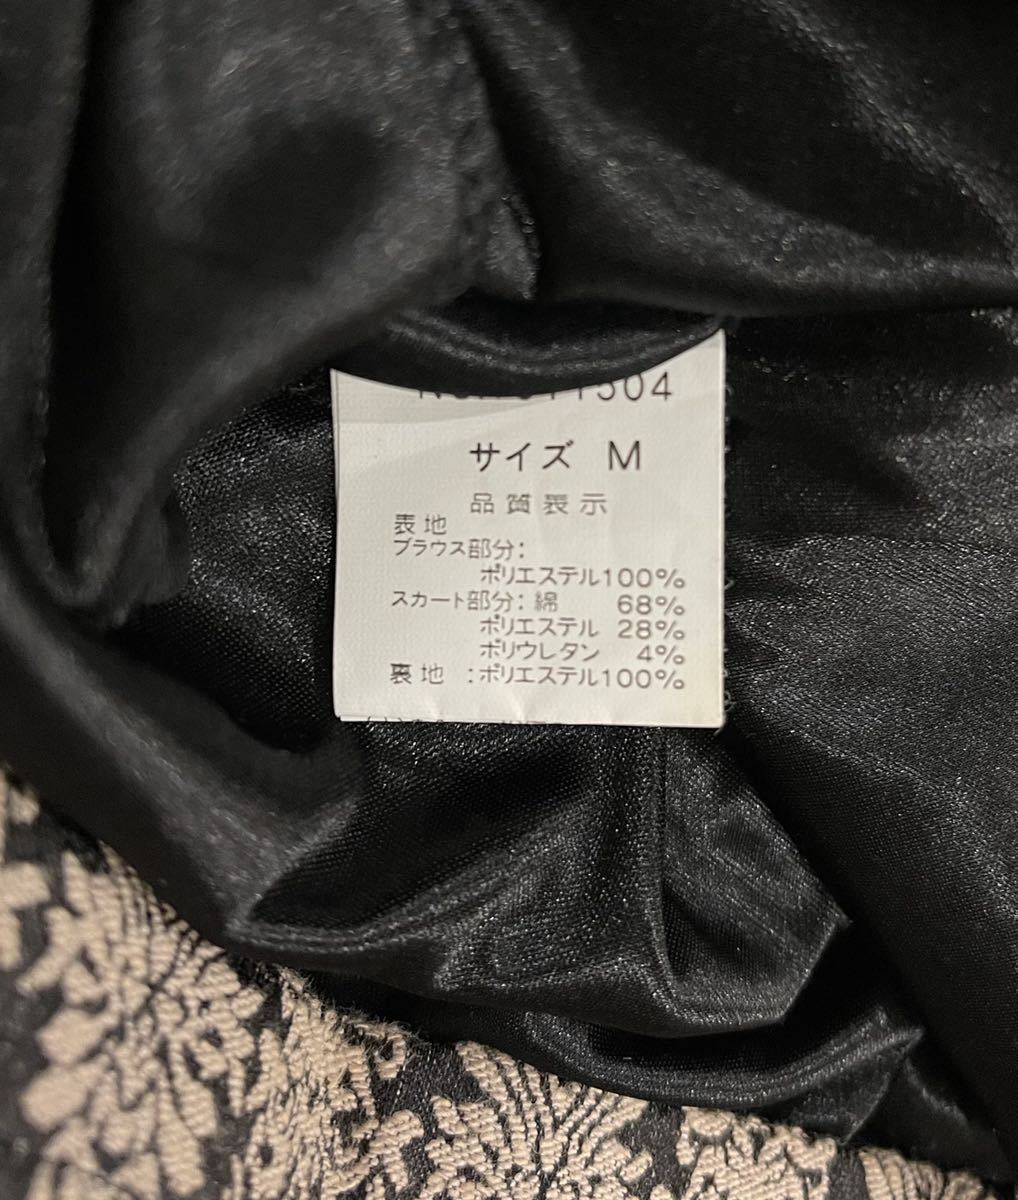 サイズ M
品質表示
表地
ブラウス部分:
ポリエステル100%
スカート部分: 綿 68%
ポリエステル 28%
ポリウレタン 4%
裏地 :ポリエステル100%